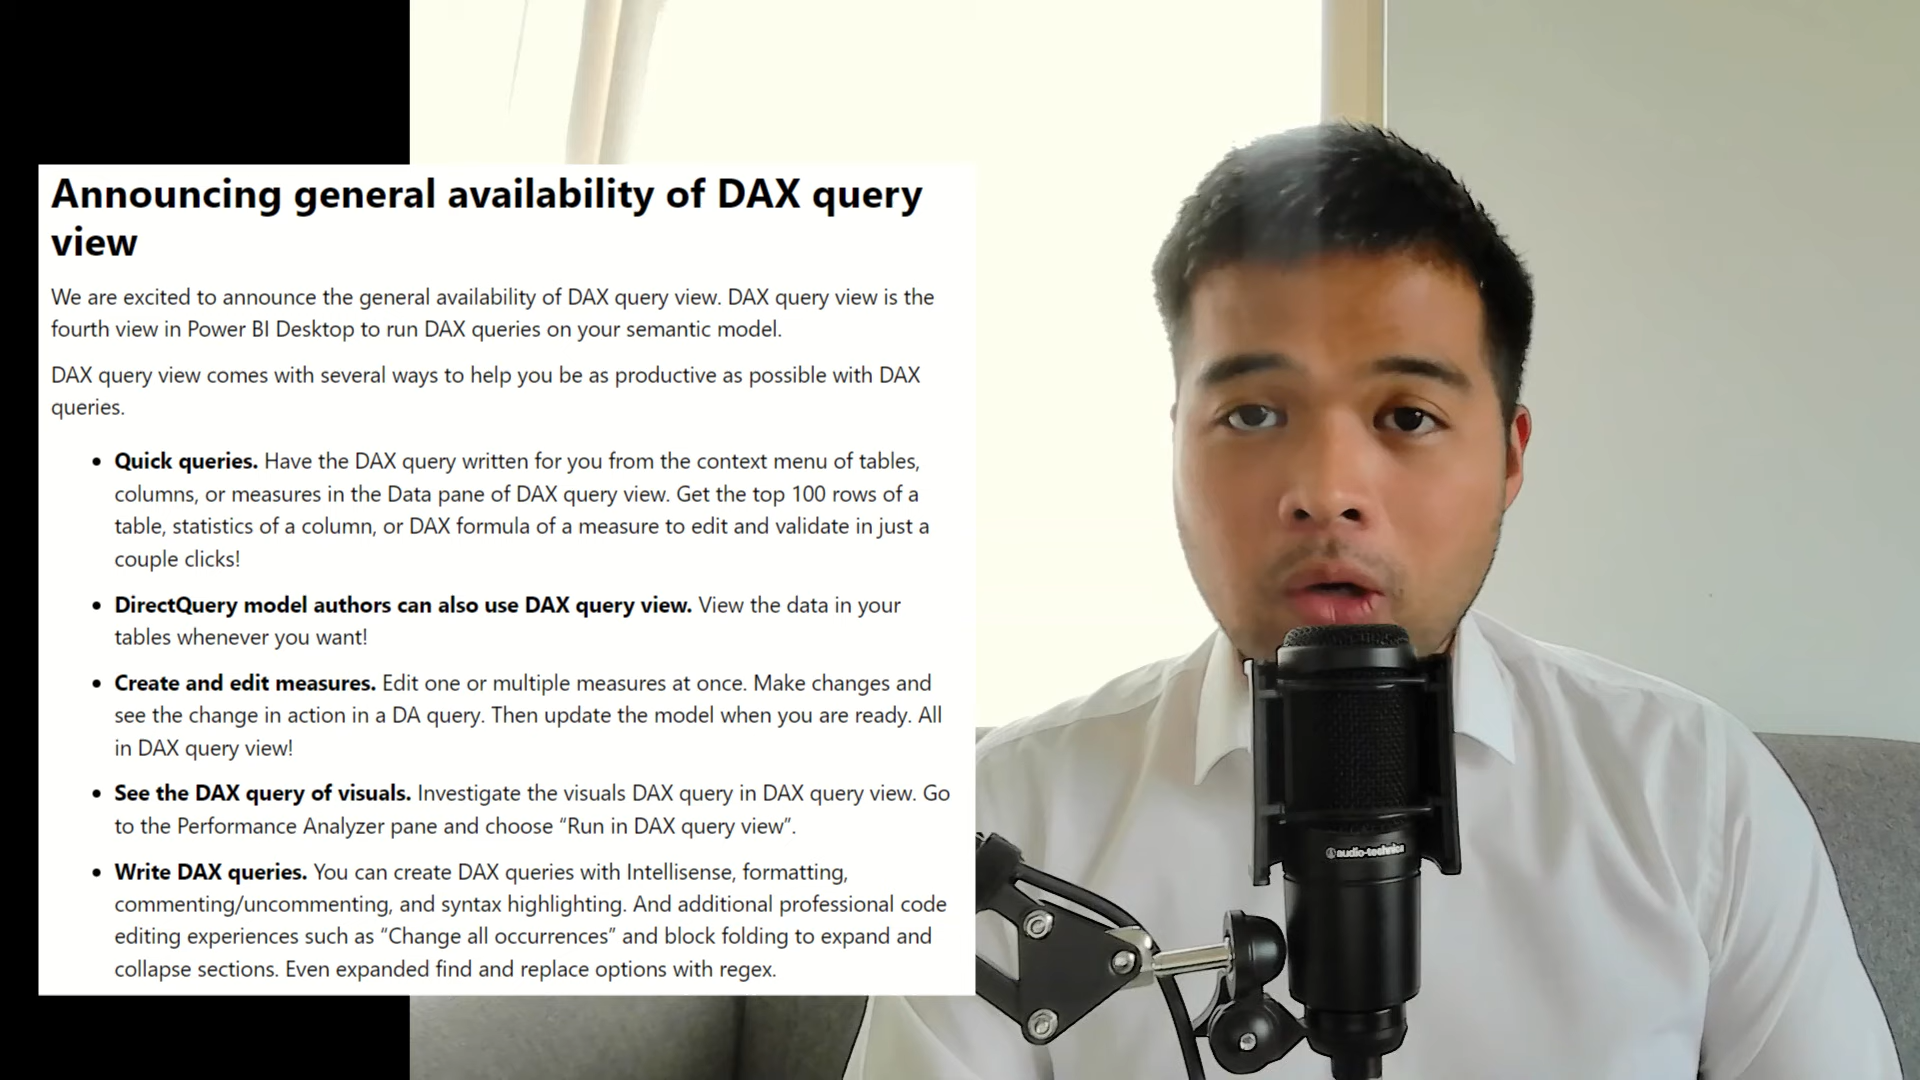 Announcing general availability of DAX query
view
We are excited to announce the general availability of DAX query view. DAX query view is the
fourth view in Power BI Desktop to run DAX queries on your semantic model.
DAX query view comes with several ways to help you be as productive as possible with DAX
queries.
• Quick queries. Have the DAX query written for you from the context menu of tables,
columns, or measures in the Data pane of DAX query view. Get the top 100 rows of a
table, statistics of a column, or DAX formula of a measure to edit and validate in just a
couple clicks!
• DirectQuery model authors can also use DAX query view. View the data in your
tables whenever you want!
• Create and edit measures. Edit one or multiple measures at once. Make changes and
see the change in action in a DA query. Then update the model when you are ready. All
in DAX query view!
• See the DAX query of visuals. Investigate the visuals DAX query in DAX query view. Go
to the Performance Analyzer pane and choose “Run in DAX query view”.
• Write DAX queries. You can create DAX queries with Intellisense, formatting,
commenting/uncommenting, and syntax highlighting. And additional professional code
editing experiences such as “Change all occurrences” and block folding to expand and
collapse sections. Even expanded find and replace options with regex.
audio-technica